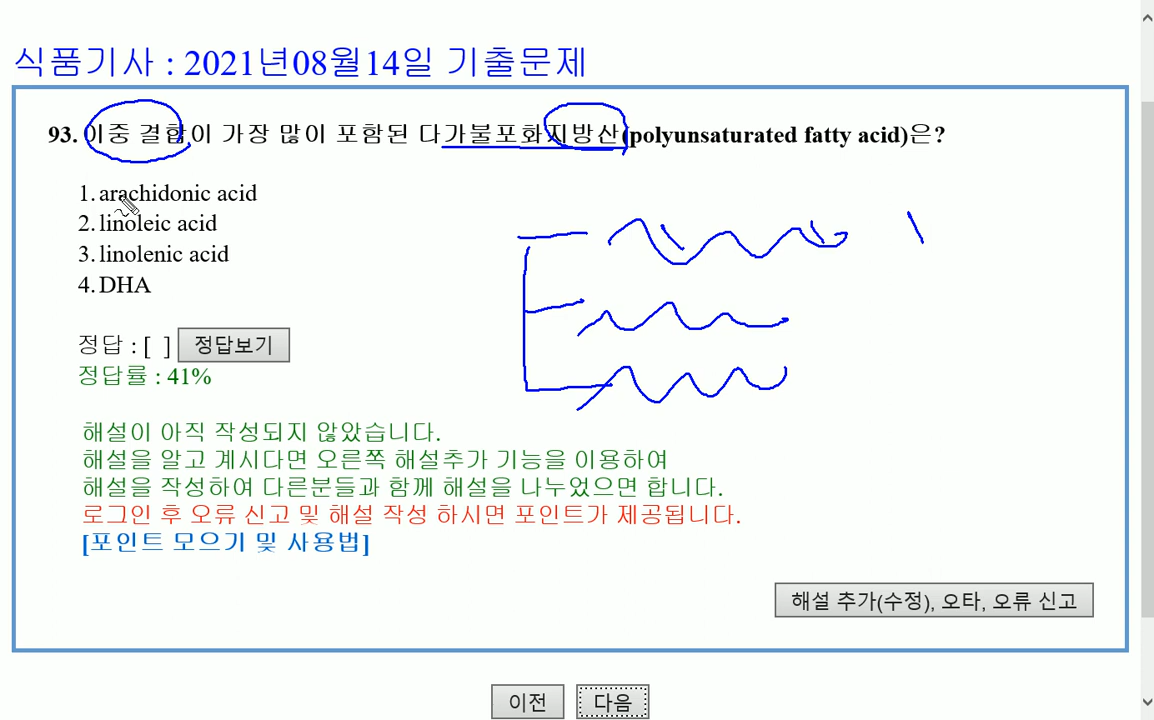 식품기사 : 2021년08월14일 기출문제
93. 이중 결합이 가장 많이 포함된 다가불포화지방산(polyunsaturated fatty acid)은?
1. arachidonic acid
2. linoleic acid
3. linolenic acid
4. DHA
정답 : [ ] 정답보기
정답률 : 41%
해설이 아직 작성되지 않았습니다.
해설을 알고 계시다면 오른쪽 해설추가 기능을 이용하여
해설을 작성하여 다른분들과 함께 해설을 나누었으면 합니다.
로그인 후 오류 신고 및 해설 작성 하시면 포인트가 제공됩니다.
[포인트 모으기 및 사용법]
해설 추가(수정), 오타, 오류 신고
이전 다음